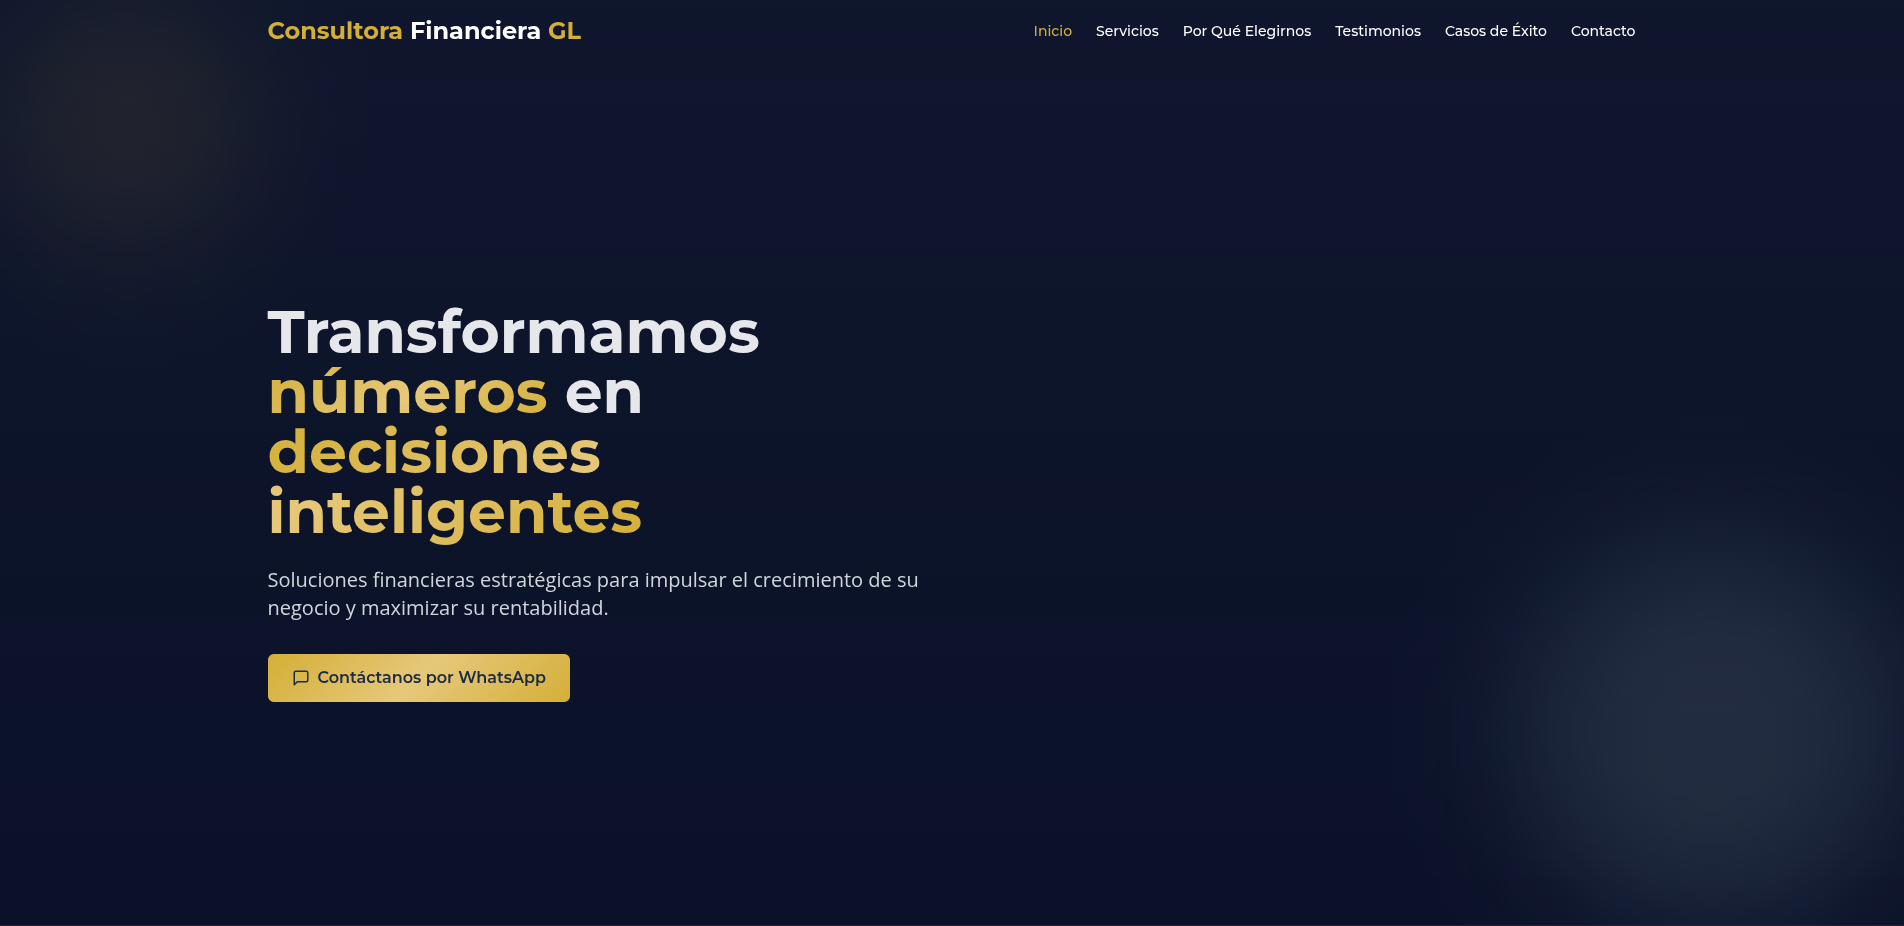 Consultora Financiera GL
Inicio
Servicios
Por Qué Elegirnos
Testimonios
Casos de Éxito
Contacto
Transformamos
números en
decisiones
inteligentes
Soluciones financieras estratégicas para impulsar el crecimiento de su
negocio y maximizar su rentabilidad.
Contáctanos por WhatsApp